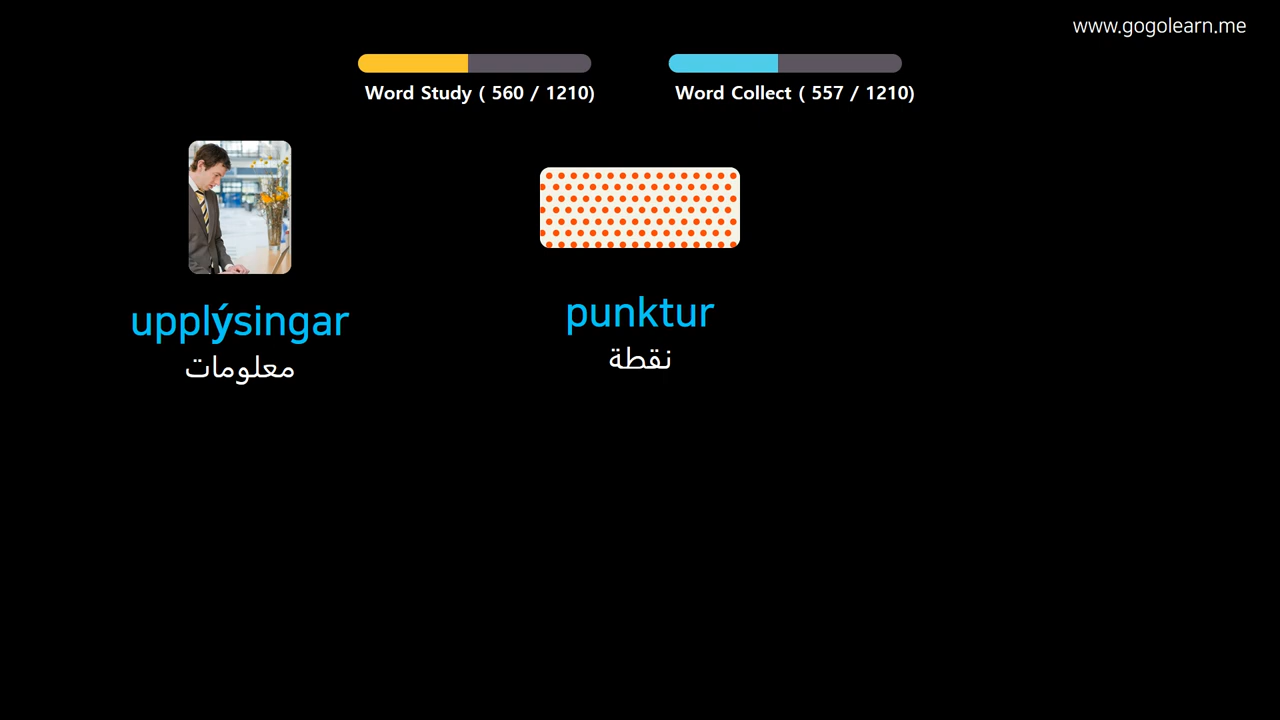 www.gogolearn.me
Word Study ( 560 / 1210)
Word Collect ( 557 / 1210)
upplýsingar
معلومات
punktur
نقطة